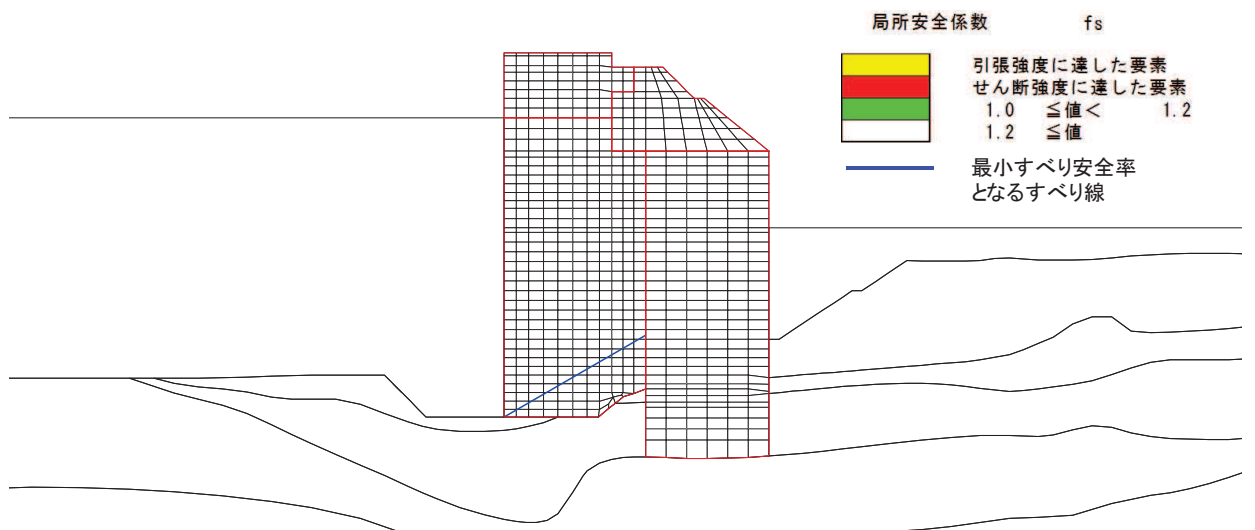 局所安全係数 fs
引張強度に達した要素
せん断強度に達した要素
1.0 ≦値< 1.2
1.2 ≦値
最小すべり安全率
となるすべり線